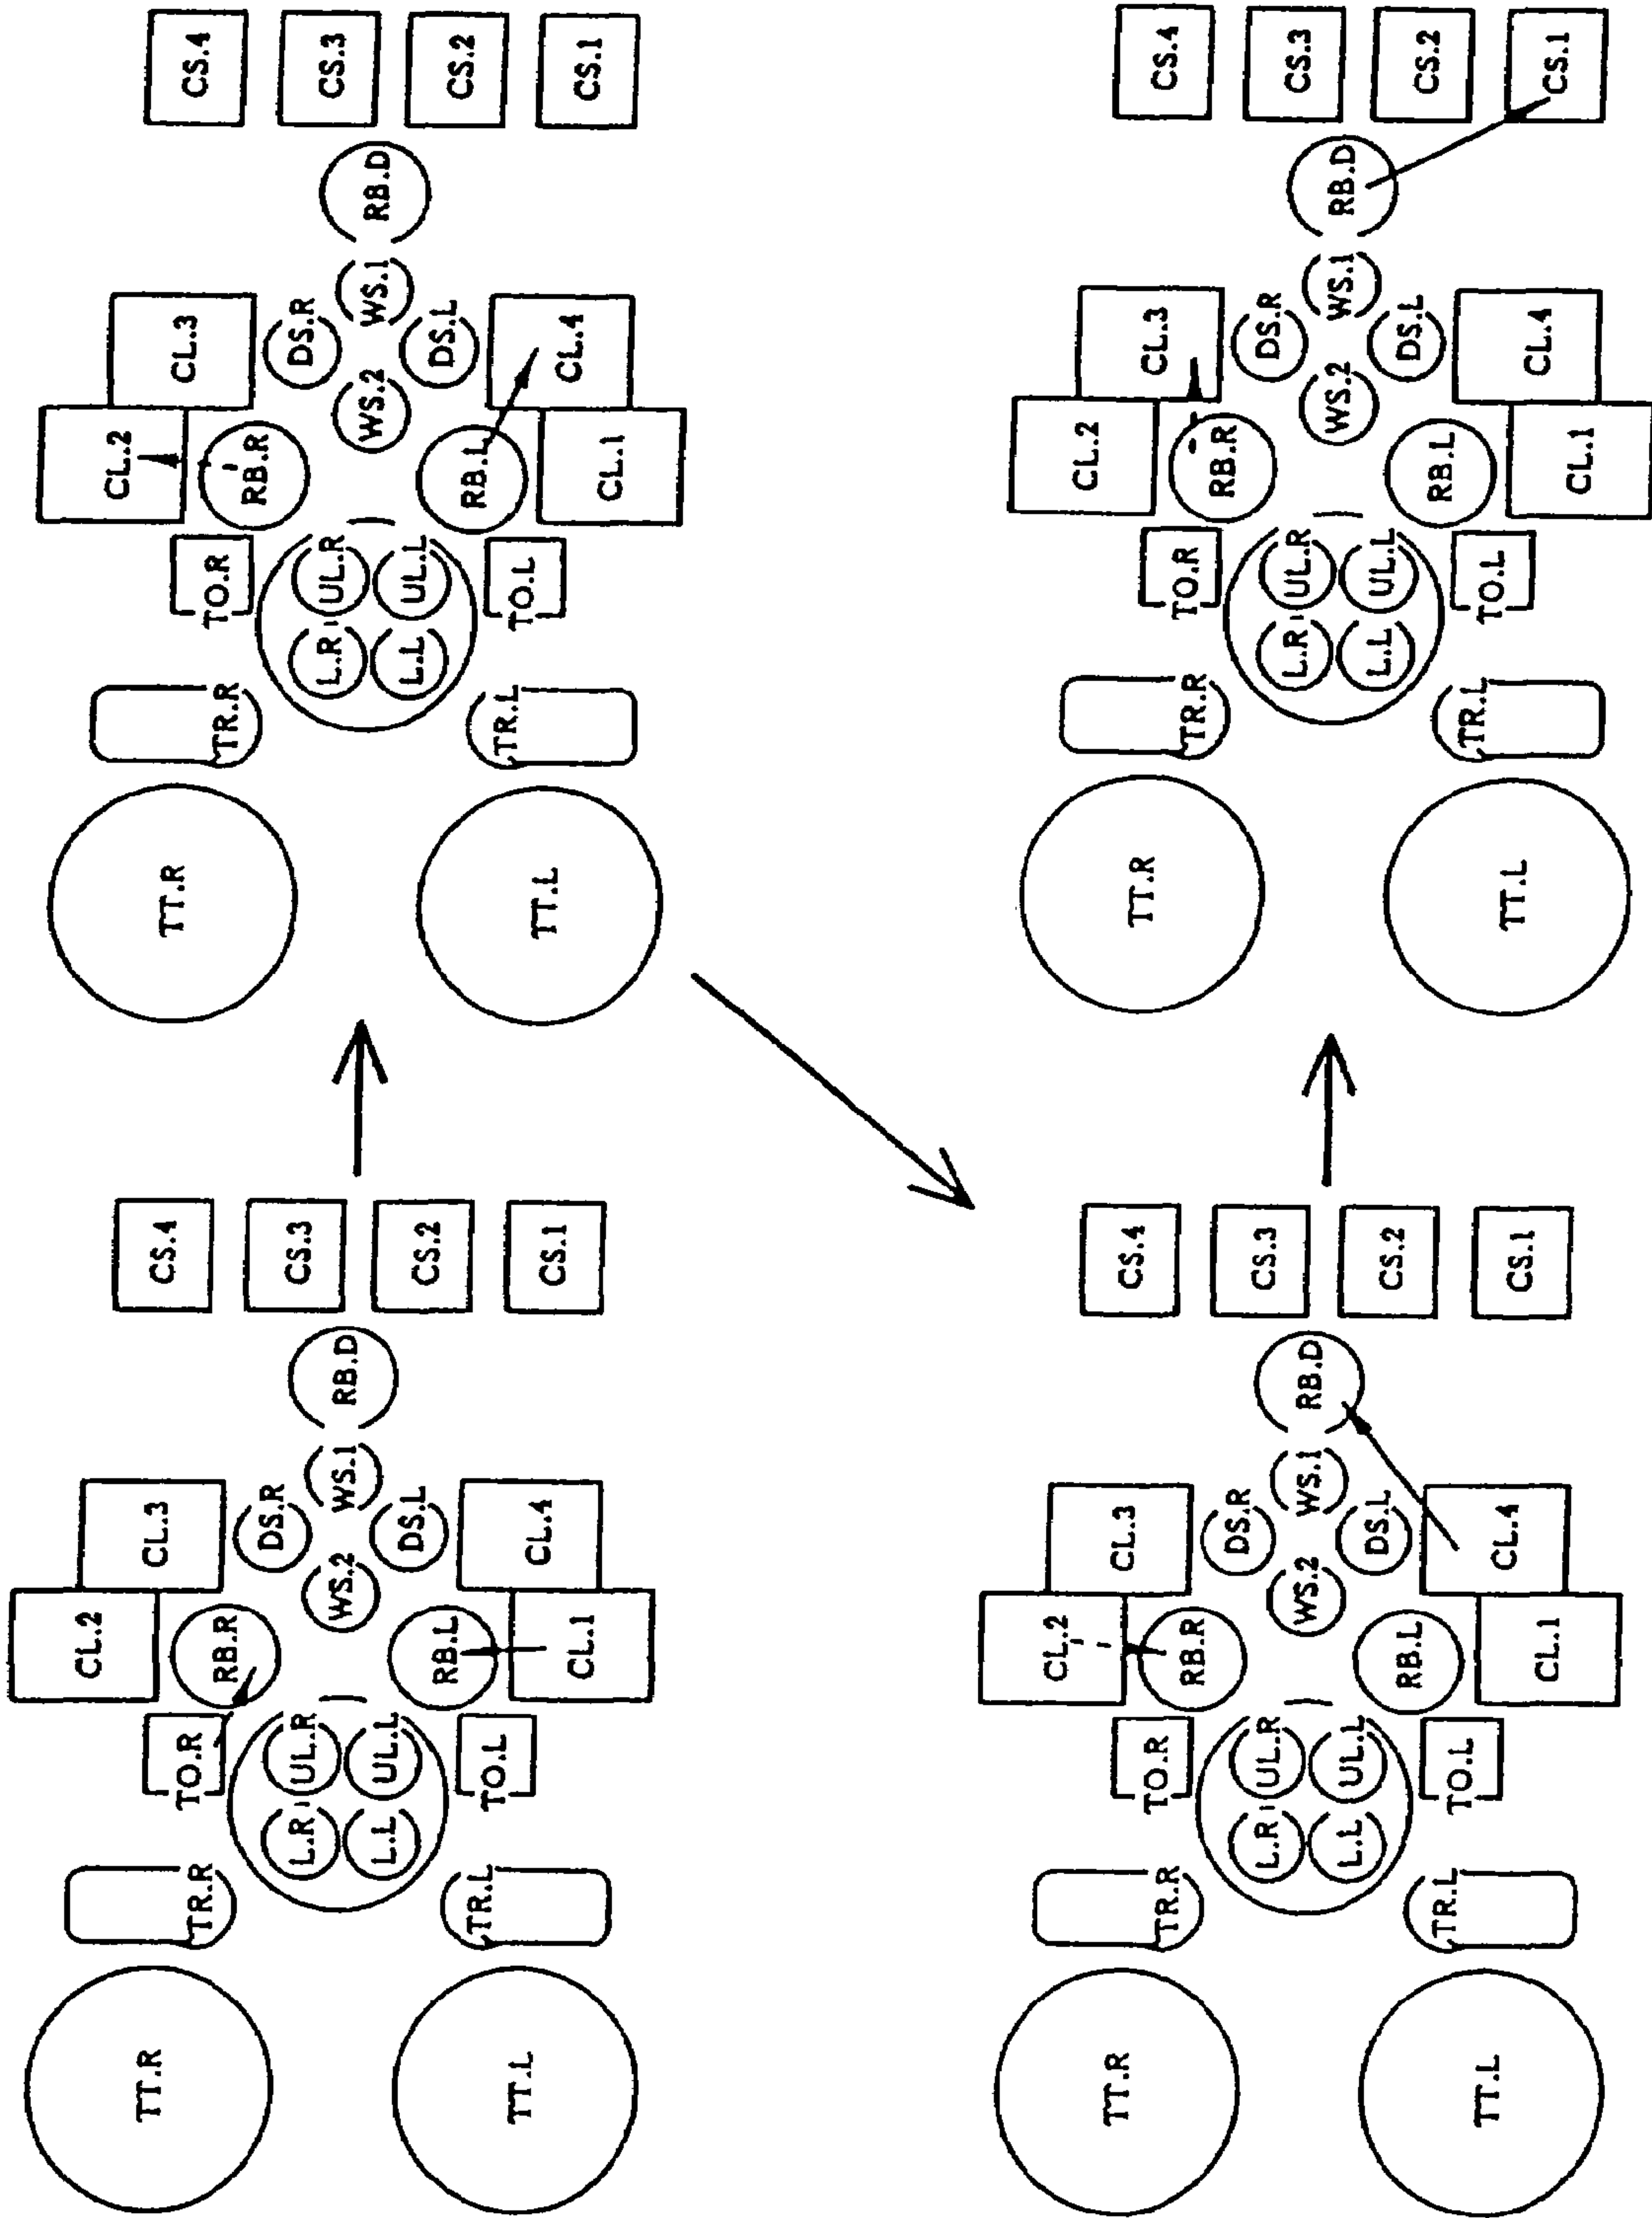 CS.4
CS.3
CS.2
CS.1
RB.D
CL.3
DS.R
WS.1
DS.L
CL.4
CL.2
RB.R
WS.2
RB.L
CL.1
TO.R
UL.R
UL.L
TO.L
L.R
L.L
TR.R
TR.L
TT.R
TT.L
CS.4
CS.3
CS.2
CS.1
RB.D
CL.3
DS.R
WS.1
DS.L
CL.4
CL.2
RB.R
WS.2
RB.L
CL.1
TO.R
UL.R
UL.L
TO.L
L.R
L.L
TR.R
TR.L
TT.R
TT.L
CS.4
CS.3
CS.2
CS.1
RB.D
CL.3
DS.R
WS.1
DS.L
CL.4
CL.2
RB.R
WS.2
RB.L
CL.1
TO.R
UL.R
UL.L
TO.L
L.R
L.L
TR.R
TR.L
TT.R
TT.L
CS.4
CS.3
CS.2
CS.1
RB.D
CL.3
DS.R
WS.1
DS.L
CL.4
CL.2
RB.R
WS.2
RB.L
CL.1
TO.R
UL.R
UL.L
TO.L
L.R
L.L
TR.R
TR.L
TT.R
TT.L